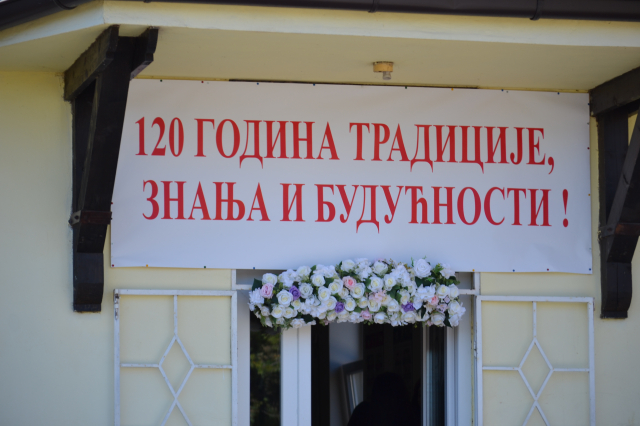 120 ГОДИНА ТРАДИЦИЈЕ,
ЗНАЊА И БУДУЋНОСТИ !